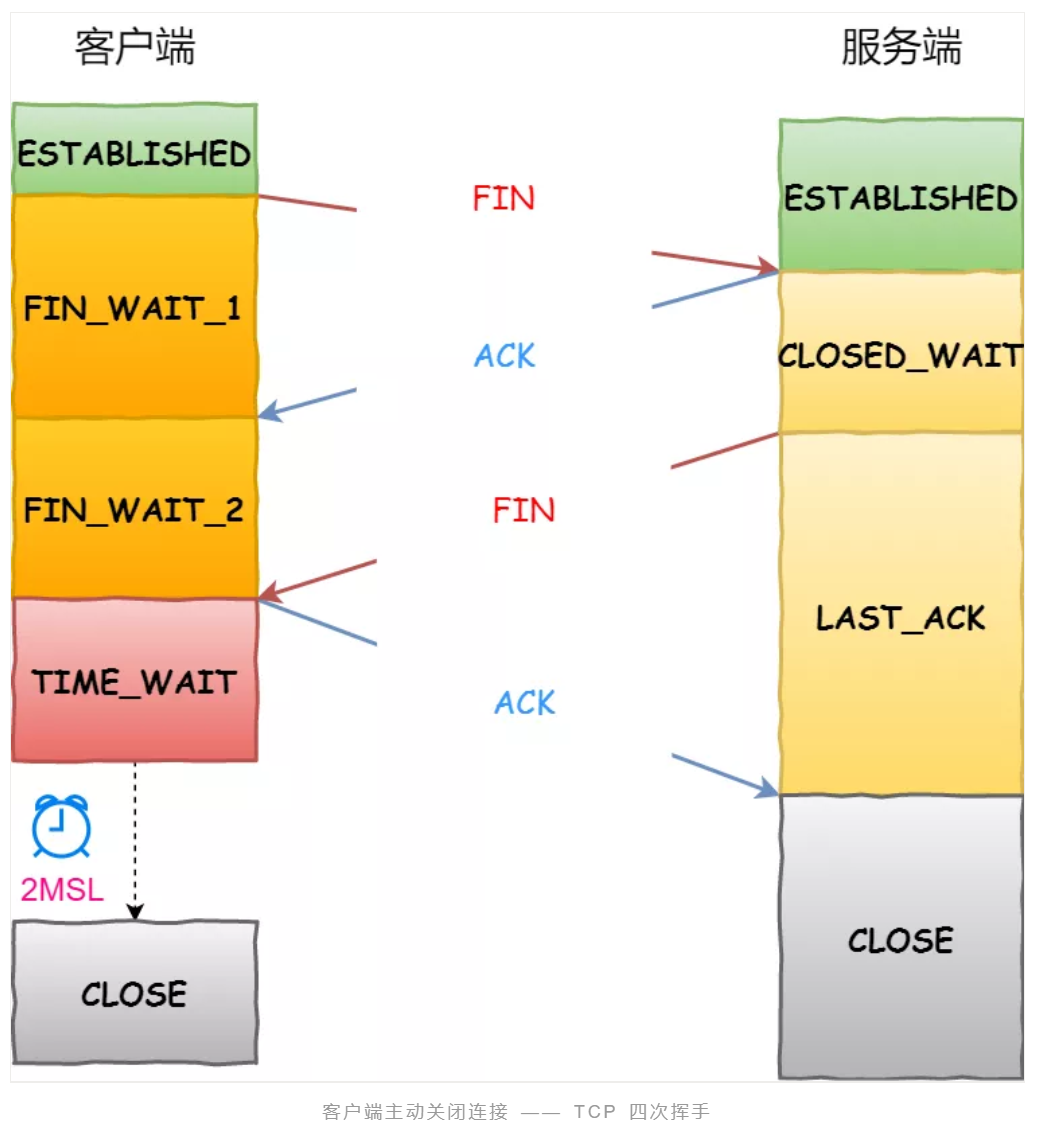 客户端
服务端
ESTABLISHED
FIN
ESTABLISHED
FIN_WAIT_1
ACK
CLOSED_WAIT
FIN_WAIT_2
FIN
LAST_ACK
TIME_WAIT
ACK
2MSL
CLOSE
CLOSE
客户端主动关闭连接 —— TCP 四次挥手